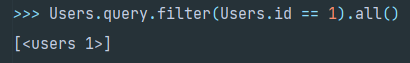 >>> Users.query.filter(Users.id == 1).all()
[<users 1>]